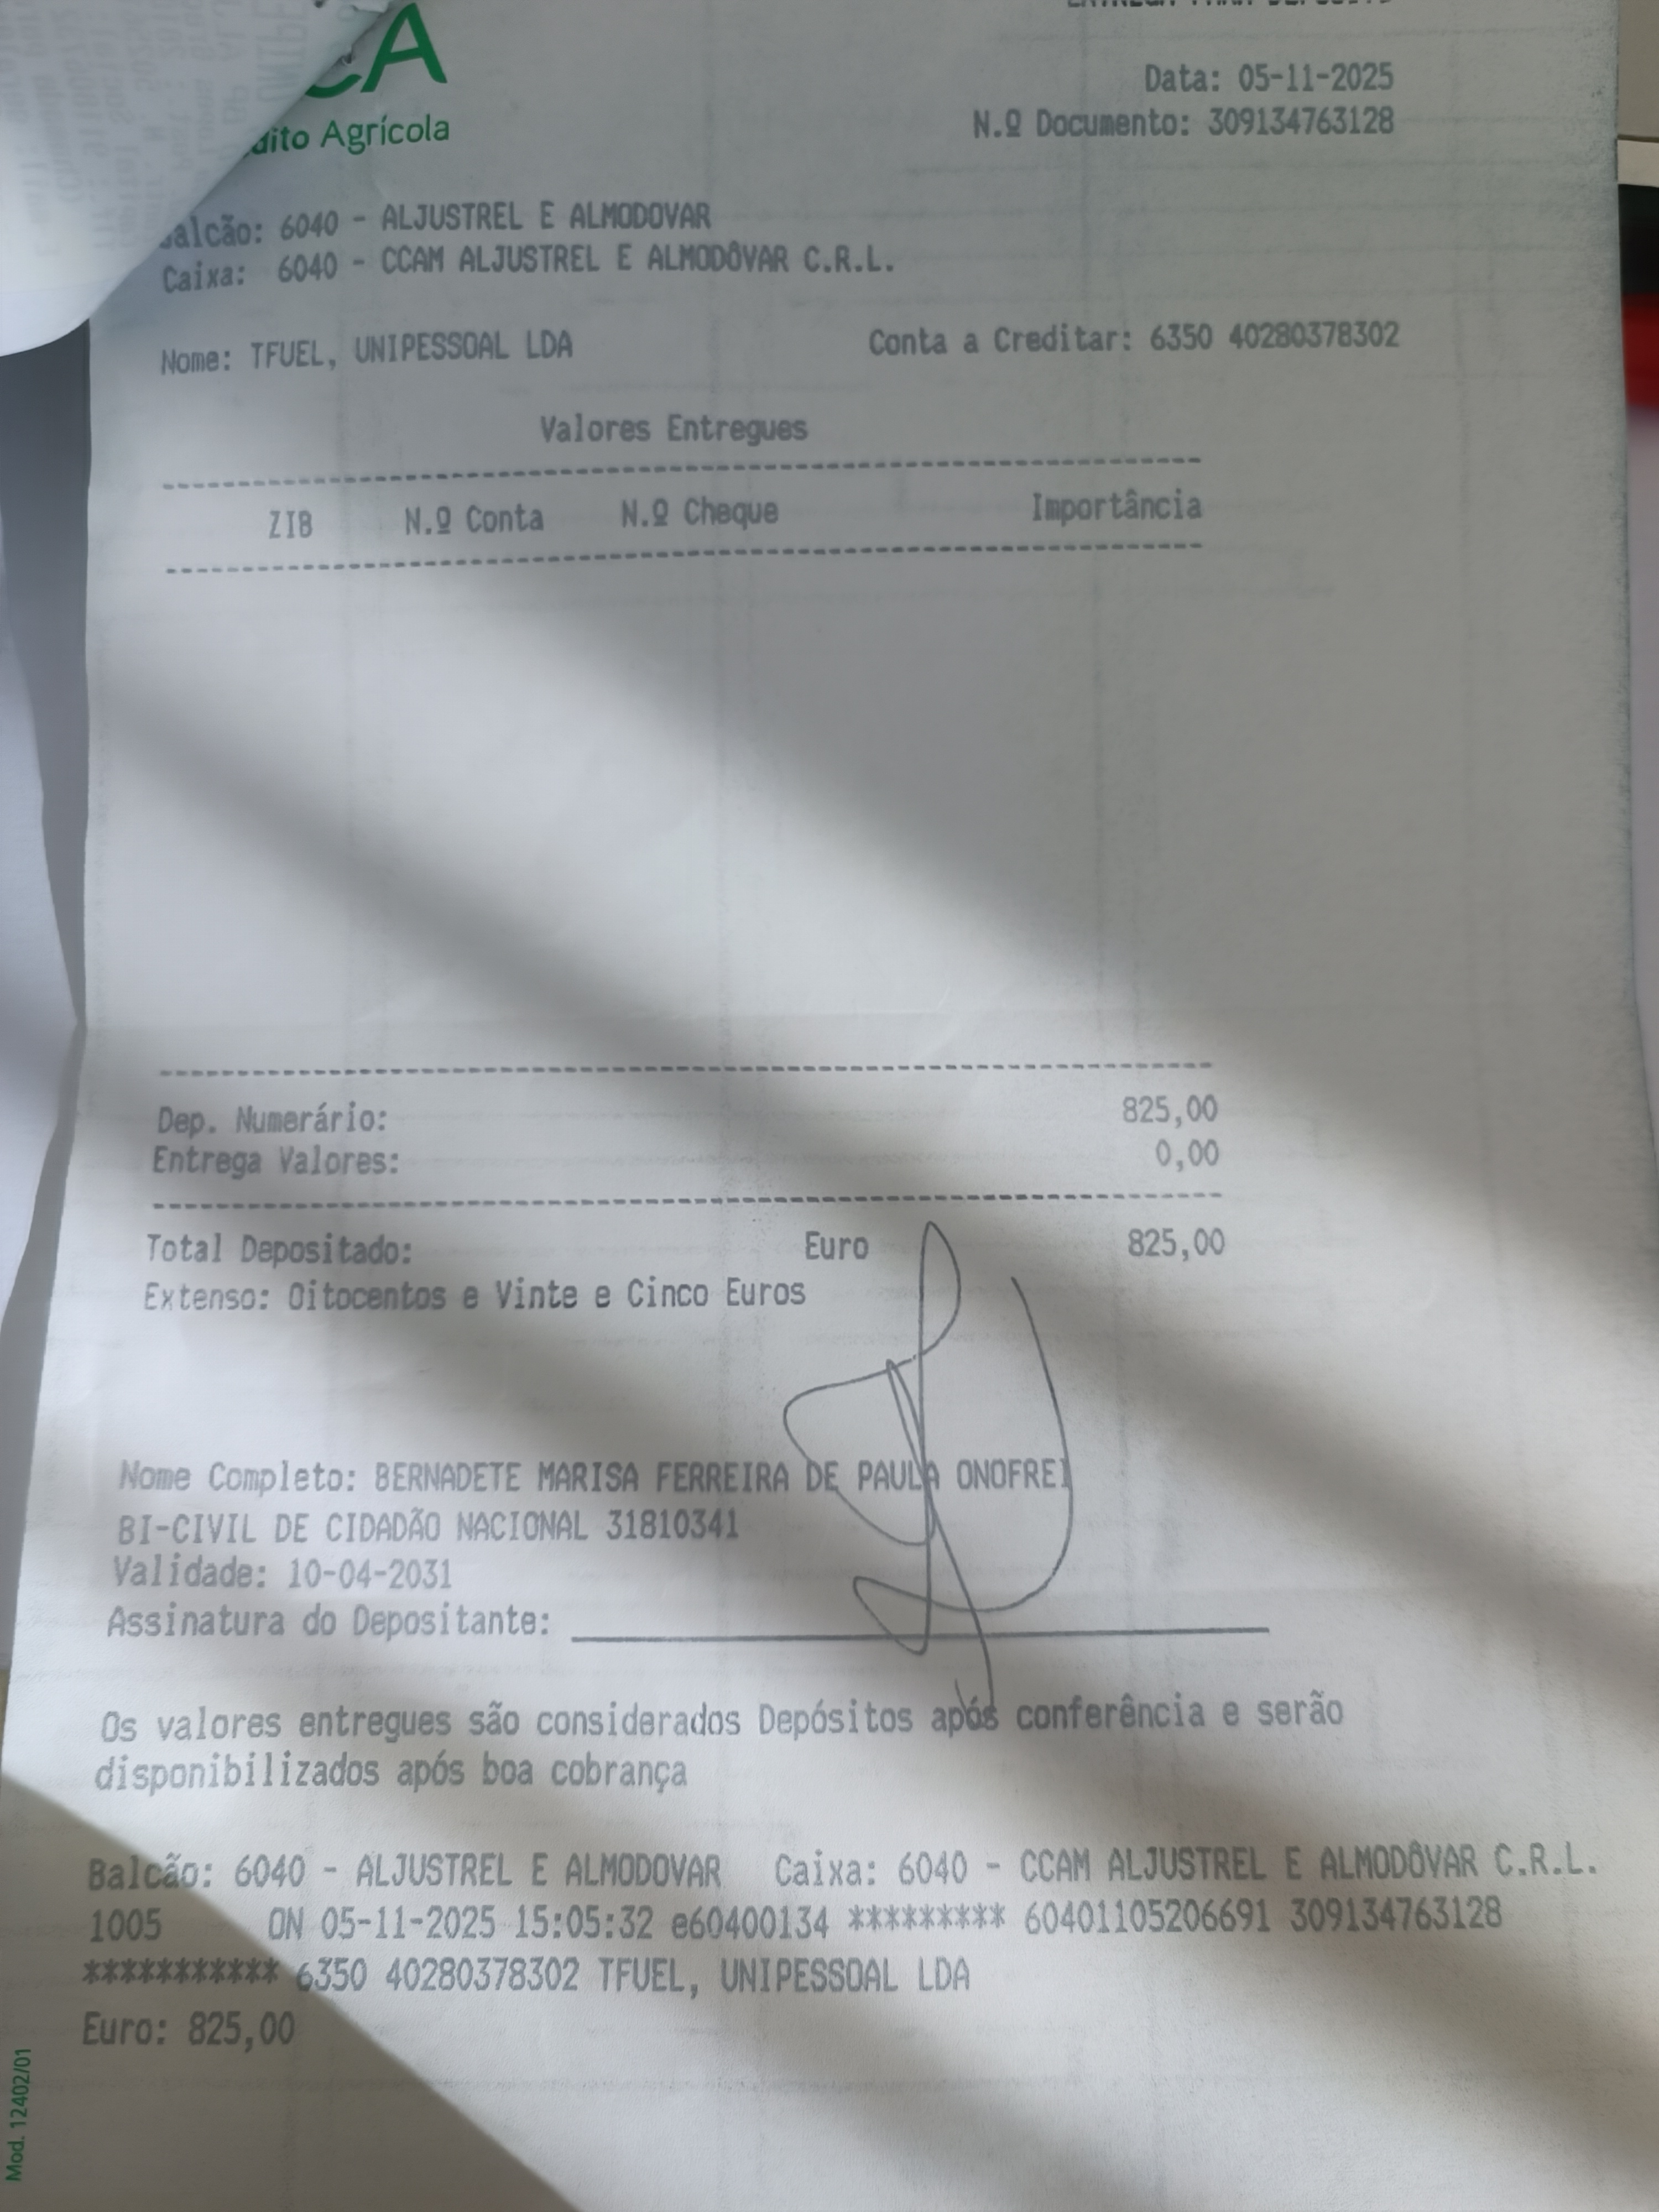 CA
dito Agrícola
Data: 05-11-2025
N.º Documento: 309134763128
Balcão: 6040 - ALJUSTREL E ALMODOVAR
Caixa: 6040 - CCAM ALJUSTREL E ALMODÔVAR C.R.L.
Nome: TFUEL, UNIPESSOAL LDA Conta a Creditar: 6350 40280378302
Valores Entregues
ZIB N.º Conta N.º Cheque Importância
Dep. Numerário: 825,00
Entrega Valores: 0,00
Total Depositado: Euro 825,00
Extenso: Oitocentos e Vinte e Cinco Euros
Nome Completo: BERNADETE MARISA FERREIRA DE PAULA ONOFREI
BI-CIVIL DE CIDADÃO NACIONAL 31810341
Validade: 10-04-2031
Assinatura do Depositante:
Os valores entregues são considerados Depósitos após conferência e serão
disponibilizados após boa cobrança
Balcão: 6040 - ALJUSTREL E ALMODOVAR Caixa: 6040 - CCAM ALJUSTREL E ALMODÔVAR C.R.L.
1005 ON 05-11-2025 15:05:32 e60400134 ********* 60401105206691 309134763128
*********** 6350 40280378302 TFUEL, UNIPESSOAL LDA
Euro: 825,00
Mod. 12402/01